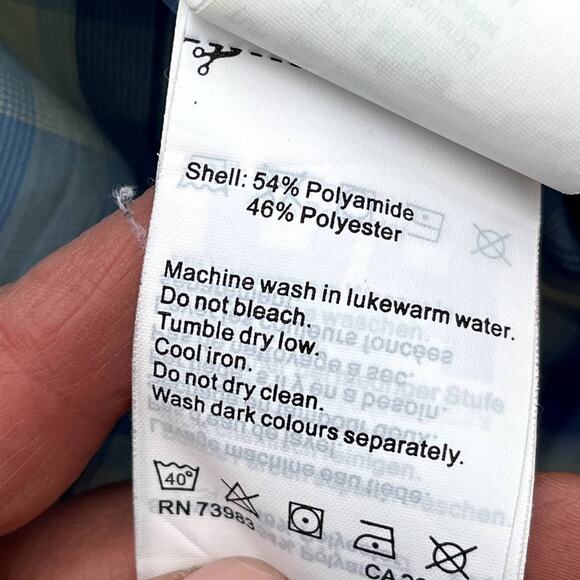 Shell: 54% Polyamide
46% Polyester
Machine wash in lukewarm water.
Do not bleach.
Tumble dry low.
Cool iron.
Do not dry clean.
Wash dark colours separately.
40°
RN 73983
CA